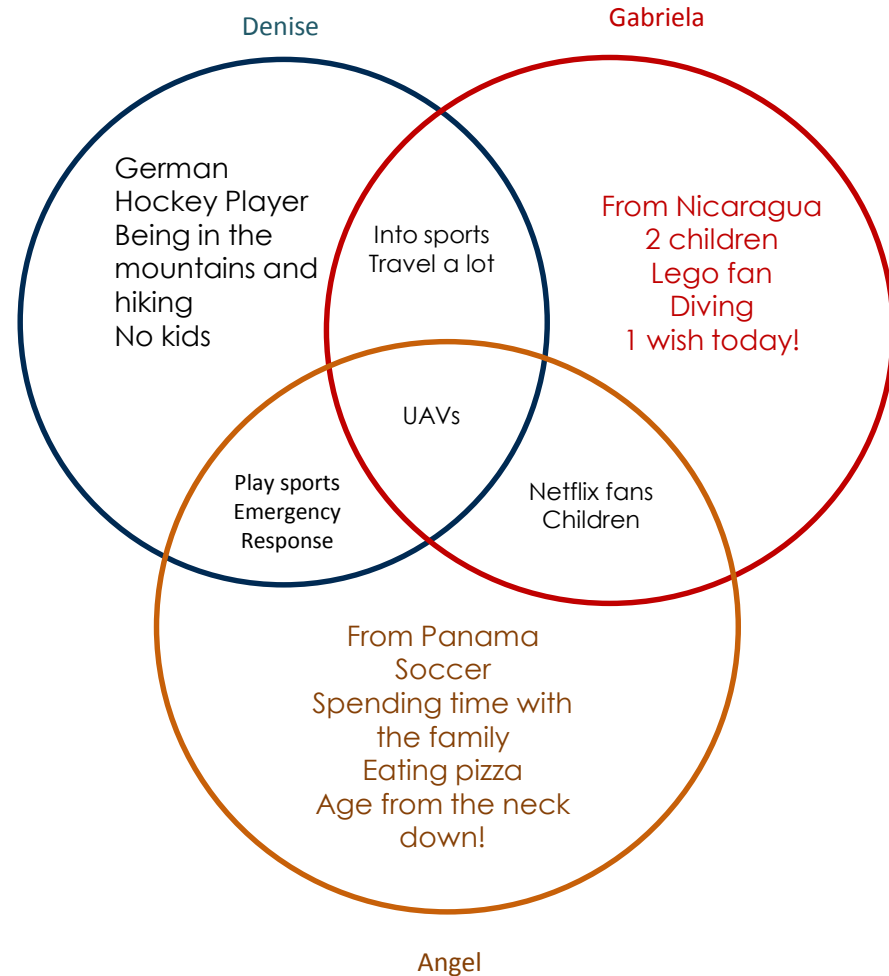 Denise
Gabriela
German
Hockey Player
Being in the
mountains and
hiking
No kids
Into sports
Travel a lot
From Nicaragua
2 children
Lego fan
Diving
1 wish today!
UAVs
Play sports
Emergency
Response
Netflix fans
Children
From Panama
Soccer
Spending time with
the family
Eating pizza
Age from the neck
down!
Angel